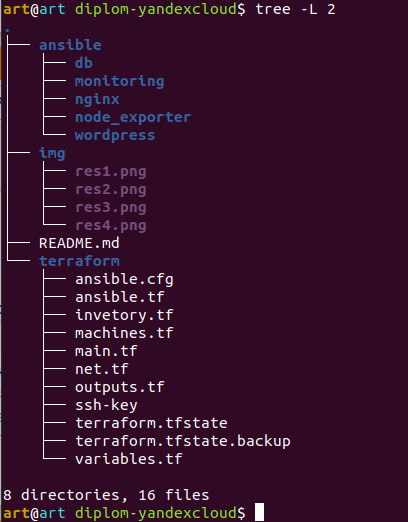 art@art diplom-yandexcloud$ tree -L 2
.
├── ansible
│   ├── db
│   ├── monitoring
│   ├── nginx
│   ├── node_exporter
│   └── wordpress
├── img
│   ├── res1.png
│   ├── res2.png
│   ├── res3.png
│   └── res4.png
├── README.md
└── terraform
    ├── ansible.cfg
    ├── ansible.tf
    ├── invetory.tf
    ├── machines.tf
    ├── main.tf
    ├── net.tf
    ├── outputs.tf
    ├── ssh-key
    ├── terraform.tfstate
    ├── terraform.tfstate.backup
    └── variables.tf
8 directories, 16 files
art@art diplom-yandexcloud$